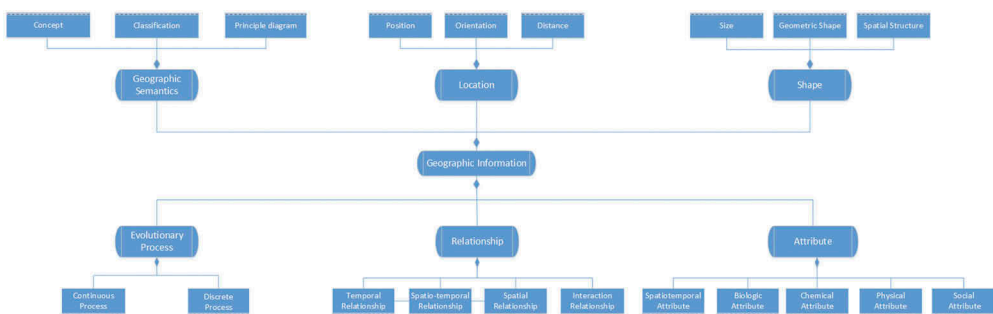 Concept
Classification
Principle diagram
Position
Orientation
Distance
Size
Geometric Shape
Spatial Structure
Geographic
Semantics
Location
Shape
Geographic Information
Evolutionary
Process
Relationship
Attribute
Continuous
Process
Discrete
Process
Temporal
Relationship
Spatio-temporal
Relationship
Spatial
Relationship
Interaction
Relationship
Spatiotemporal
Attribute
Biologic
Attribute
Chemical
Attribute
Physical
Attribute
Social
Attribute